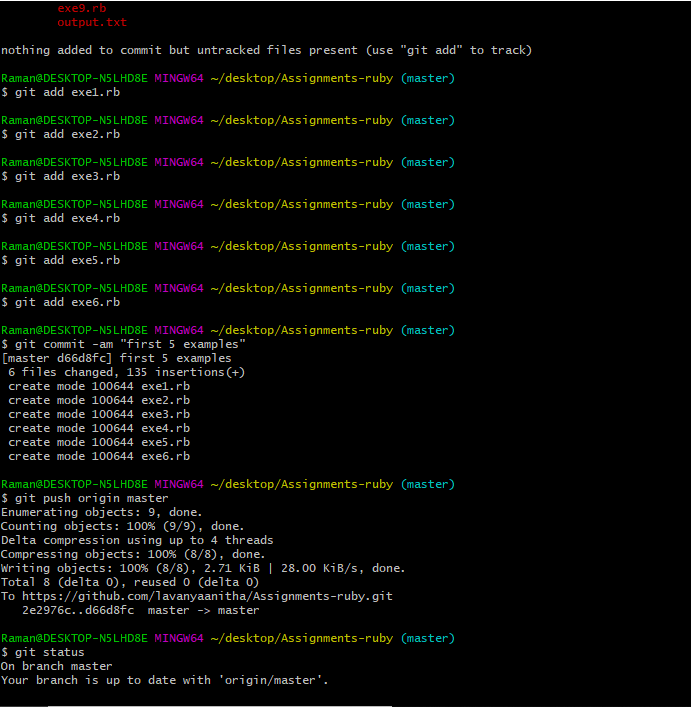 exe9.rb
output.txt
nothing added to commit but untracked files present (use "git add" to track)
Raman@DESKTOP-N5LHD8E MINGW64 ~/desktop/Assignments-ruby (master)
$ git add exe1.rb
Raman@DESKTOP-N5LHD8E MINGW64 ~/desktop/Assignments-ruby (master)
$ git add exe2.rb
Raman@DESKTOP-N5LHD8E MINGW64 ~/desktop/Assignments-ruby (master)
$ git add exe3.rb
Raman@DESKTOP-N5LHD8E MINGW64 ~/desktop/Assignments-ruby (master)
$ git add exe4.rb
Raman@DESKTOP-N5LHD8E MINGW64 ~/desktop/Assignments-ruby (master)
$ git add exe5.rb
Raman@DESKTOP-N5LHD8E MINGW64 ~/desktop/Assignments-ruby (master)
$ git add exe6.rb
Raman@DESKTOP-N5LHD8E MINGW64 ~/desktop/Assignments-ruby (master)
$ git commit -am "first 5 examples"
[master d66d8fc] first 5 examples
6 files changed, 135 insertions(+)
create mode 100644 exe1.rb
create mode 100644 exe2.rb
create mode 100644 exe3.rb
create mode 100644 exe4.rb
create mode 100644 exe5.rb
create mode 100644 exe6.rb
Raman@DESKTOP-N5LHD8E MINGW64 ~/desktop/Assignments-ruby (master)
$ git push origin master
Enumerating objects: 9, done.
Counting objects: 100% (9/9), done.
Delta compression using up to 4 threads
Compressing objects: 100% (8/8), done.
Writing objects: 100% (8/8), 2.71 KiB | 28.00 KiB/s, done.
Total 8 (delta 0), reused 0 (delta 0)
To https://github.com/lavanyaanitha/Assignments-ruby.git
2e2976c..d66d8fc  master -> master
Raman@DESKTOP-N5LHD8E MINGW64 ~/desktop/Assignments-ruby (master)
$ git status
On branch master
Your branch is up to date with 'origin/master'.